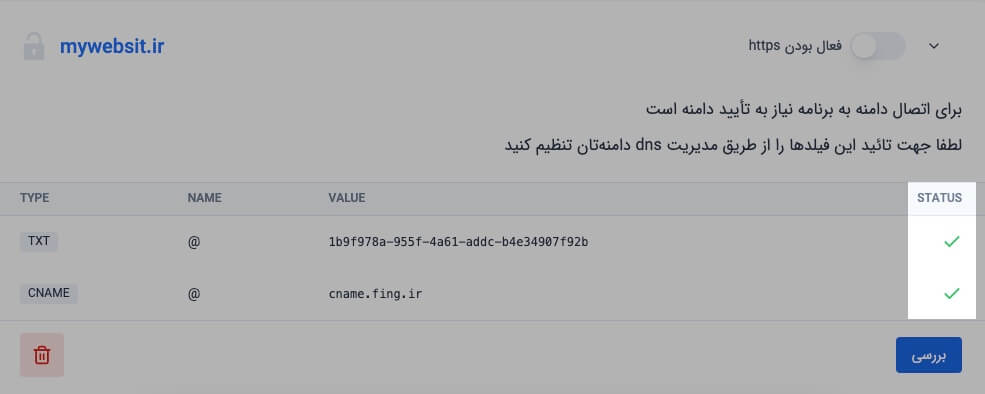 mywebsit.ir
فعال بودن https
برای اتصال دامنه به برنامه نیاز به تأیید دامنه است
لطفا جهت تائید این فیلدها را از طریق مدیریت dns دامنه‌تان تنظیم کنید
TYPE NAME VALUE STATUS
TXT @ 1b9f978a-955f-4a61-addc-b4e34907f92b
CNAME @ cname.fing.ir
بررسی